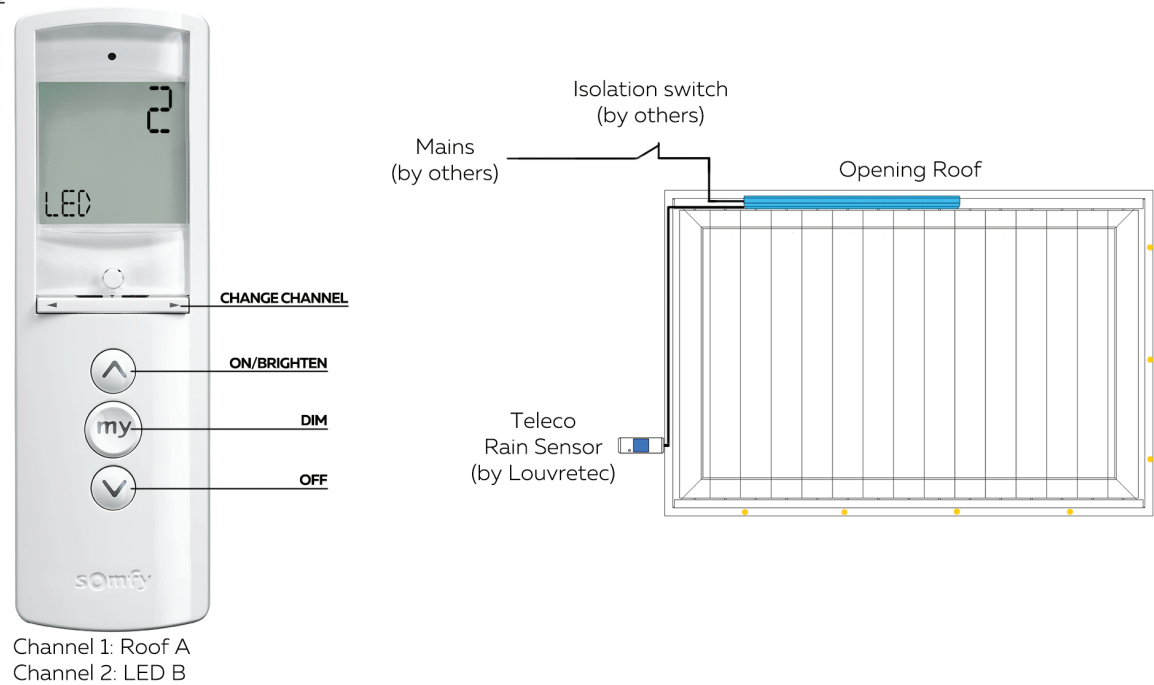 2
LED
CHANGE CHANNEL
ON/BRIGHTEN
my
DIM
OFF
somfy
Channel 1: Roof A
Channel 2: LED B
Isolation switch
(by others)
Mains
(by others)
Opening Roof
Teleco
Rain Sensor
(by Louvretec)